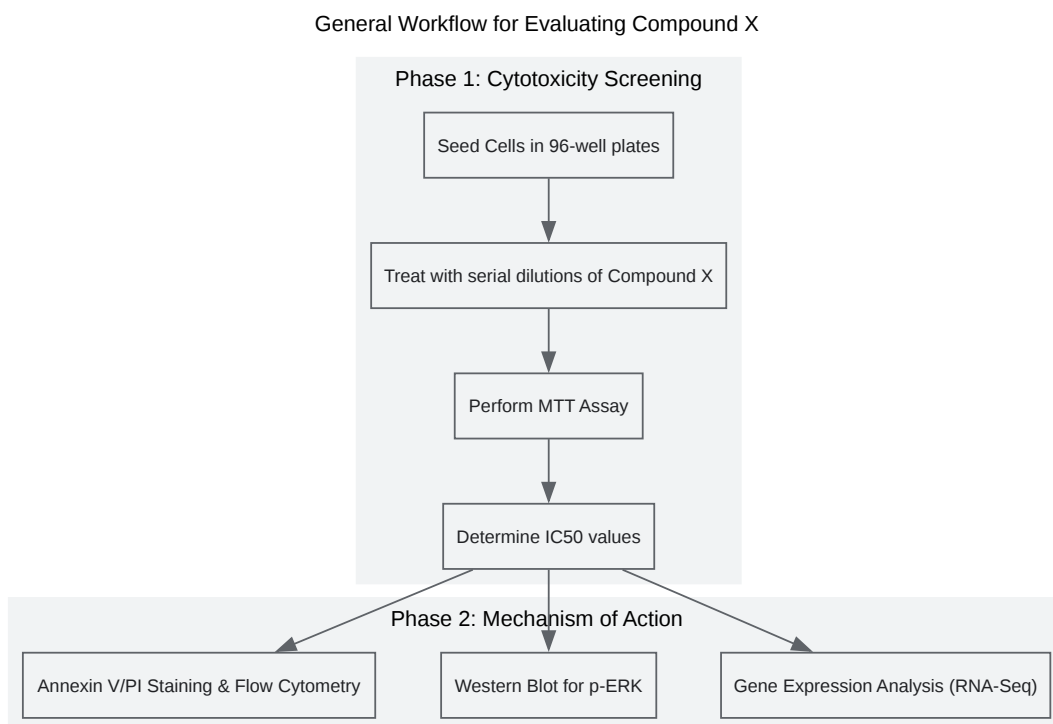 General Workflow for Evaluating Compound X
Phase 1: Cytotoxicity Screening
Seed Cells in 96-well plates
Treat with serial dilutions of Compound X
Perform MTT Assay
Determine IC50 values
Phase 2: Mechanism of Action
Annexin V/PI Staining & Flow Cytometry
Western Blot for p-ERK
Gene Expression Analysis (RNA-Seq)